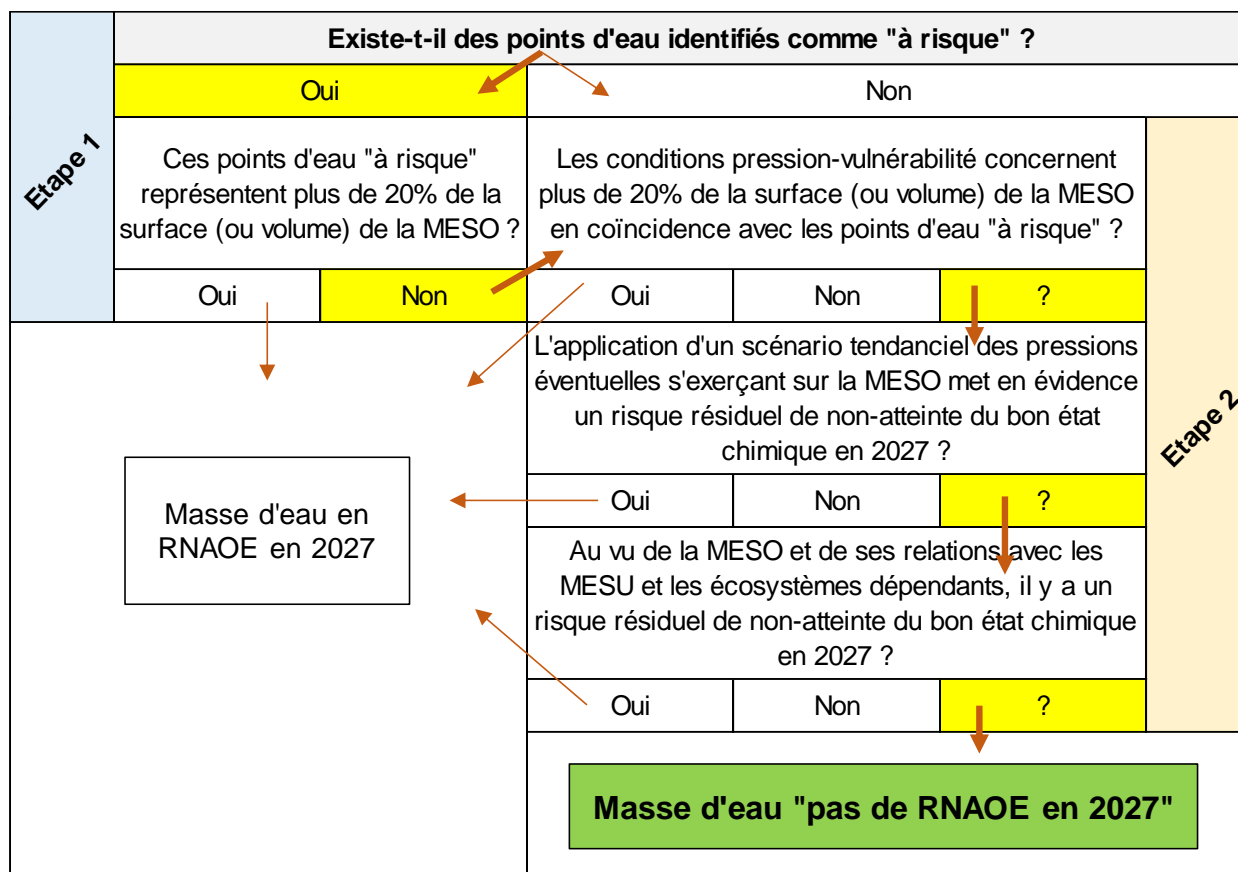 Existe-t-il des points d'eau identifiés comme "à risque" ?
Oui
Non
Etape 1
Ces points d'eau "à risque"
représentent plus de 20% de la
surface (ou volume) de la MESO ?
Les conditions pression-vulnérabilité concernent
plus de 20% de la surface (ou volume) de la MESO
en coïncidence avec les points d'eau "à risque" ?
Oui
Non
Oui
Non
?
Etape 2
L'application d'un scénario tendanciel des pressions
éventuelles s'exerçant sur la MESO met en évidence
un risque résiduel de non-atteinte du bon état
chimique en 2027 ?
Oui
Non
?
Masse d'eau en
RNAOE en 2027
Au vu de la MESO et de ses relations avec les
MESU et les écosystèmes dépendants, il y a un
risque résiduel de non-atteinte du bon état chimique
en 2027 ?
Oui
Non
?
Masse d'eau "pas de RNAOE en 2027"